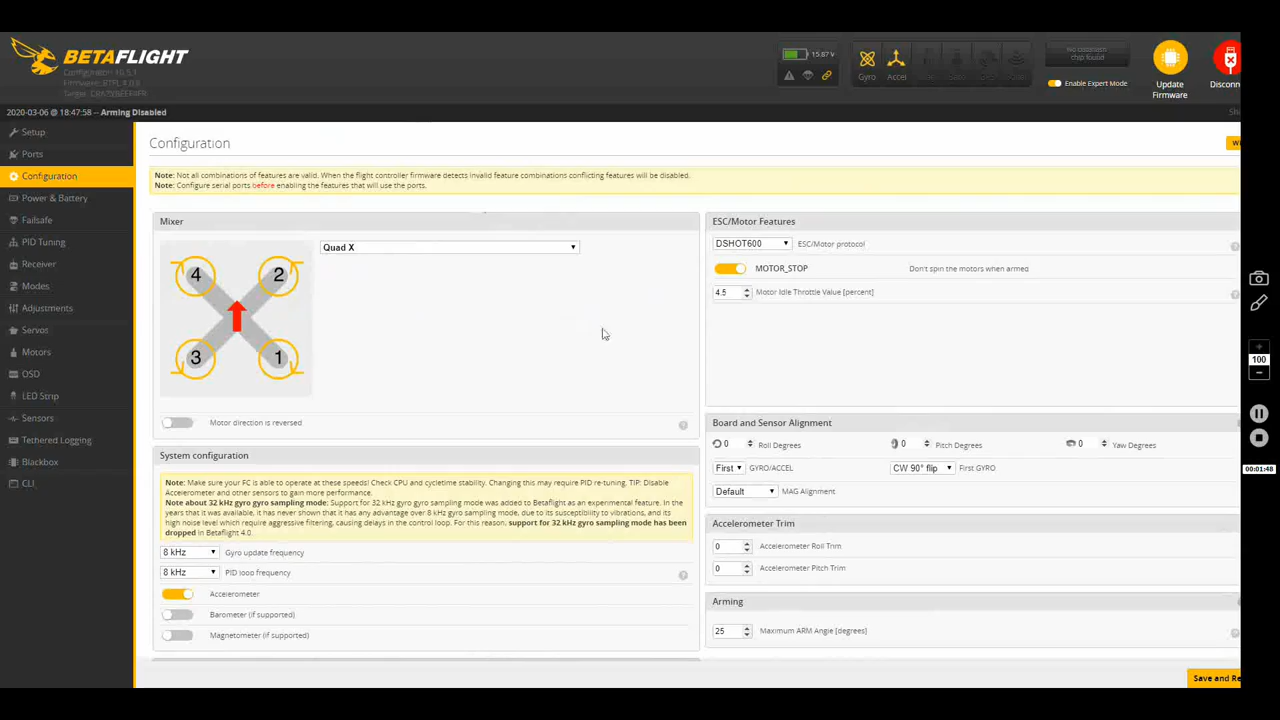 BETAFLIGHT
Configurator: 10.5.1
15.87 V
Gyro
Accel
Enable Expert Mode
Update
Firmware
Disconn
2020-03-06 @ 18:47:58 -- Arming Disabled
Setup
Ports
Configuration
Power & Battery
Failsafe
PID Tuning
Receiver
Modes
Adjustments
Servos
Motors
OSD
LED Strip
Sensors
Tethered Logging
Blackbox
CLI
Configuration
Note: Not all combinations of features are valid. When the flight controller firmware detects invalid feature combinations conflicting features will be disabled.
Note: Configure serial ports before enabling the features that will use the ports.
Mixer
Quad X
4 2
3 1
Motor direction is reversed
System configuration
Note: Make sure your FC is able to operate at these speeds! Check CPU and cycletime stability. Changing this may require PID re-tuning. TIP: Disable
Accelerometer and other sensors to gain more performance.
Note about 32 kHz gyro gyro sampling mode: Support for 32 kHz gyro sampling mode was added to Betaflight as an experimental feature. In the
years that it was available, it has never shown that it has any advantage over 8 kHz gyro sampling mode, due to its susceptibility to vibrations, and its
high noise level which require aggressive filtering, causing delays in the control loop. For this reason, support for 32 kHz gyro sampling mode has been
dropped in Betaflight 4.0.
8 kHz Gyro update frequency
8 kHz PID loop frequency
Accelerometer
Barometer (if supported)
Magnetometer (if supported)
ESC/Motor Features
DSHOT600 ESC/Motor protocol
MOTOR_STOP Don't spin the motors when armed
4.5 Motor Idle Throttle Value [percent]
Board and Sensor Alignment
0 Roll Degrees 0 Pitch Degrees 0 Yaw Degrees
First GYRO/ACCEL CW 90° flip First GYRO
Default MAG Alignment
Accelerometer Trim
0 Accelerometer Roll Trim
0 Accelerometer Pitch Trim
Arming
25 Maximum ARM Angle [degrees]
Save and Re
100
00:01:48